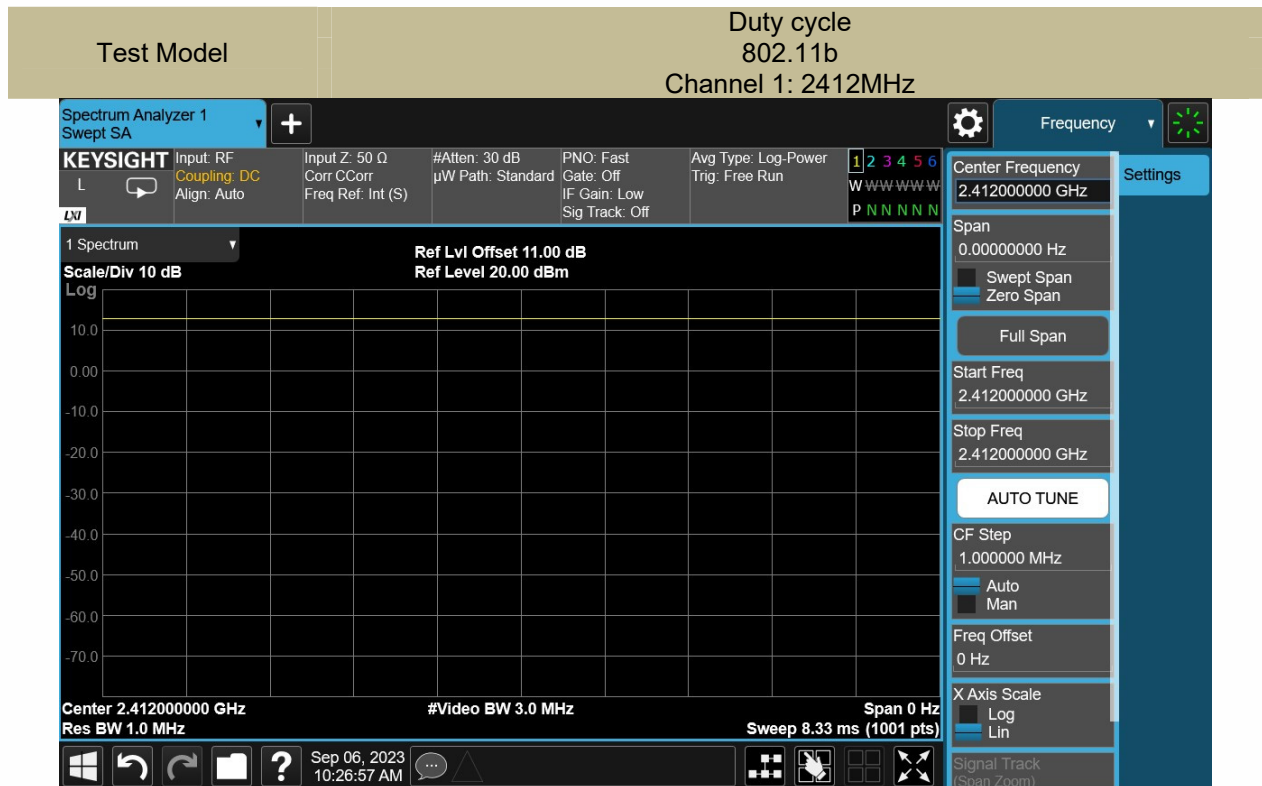 Test Model
Duty cycle
802.11b
Channel 1: 2412MHz
Spectrum Analyzer 1
Swept SA
Frequency
KEYSIGHT
L
LXI
Input: RF
Coupling: DC
Align: Auto
Input Z: 50 Ω
Corr CCorr
Freq Ref: Int (S)
#Atten: 30 dB
µW Path: Standard
PNO: Fast
Gate: Off
IF Gain: Low
Sig Track: Off
Avg Type: Log-Power
Trig: Free Run
1 2 3 4 5 6
W W W W W W
P N N N N N
1 Spectrum
Scale/Div 10 dB
Ref Lvl Offset 11.00 dB
Ref Level 20.00 dBm
Log
10.0
0.00
-10.0
-20.0
-30.0
-40.0
-50.0
-60.0
-70.0
Center 2.412000000 GHz
Res BW 1.0 MHz
#Video BW 3.0 MHz
Span 0 Hz
Sweep 8.33 ms (1001 pts)
Center Frequency
2.412000000 GHz
Settings
Span
0.00000000 Hz
Swept Span
Zero Span
Full Span
Start Freq
2.412000000 GHz
Stop Freq
2.412000000 GHz
AUTO TUNE
CF Step
1.000000 MHz
Auto
Man
Freq Offset
0 Hz
X Axis Scale
Log
Lin
Signal Track
(Span Zoom)
?
Sep 06, 2023
10:26:57 AM